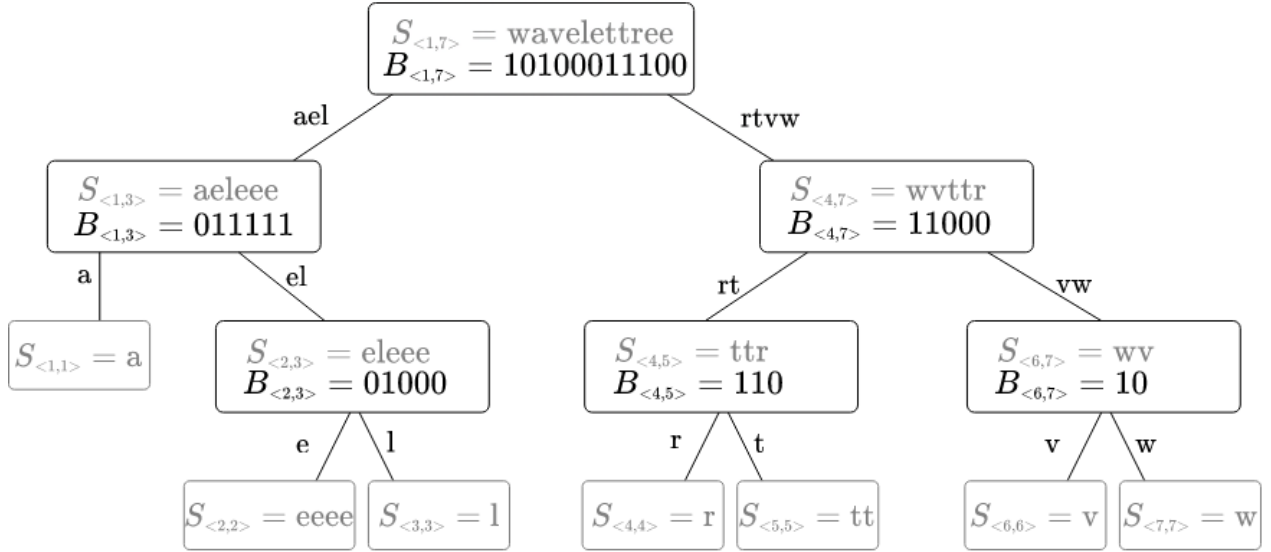 S<1,7> = wavelettree
B<1,7> = 10100011100
ael
rtvw
S<1,3> = aeleee
B<1,3> = 011111
S<4,7> = wvttr
B<4,7> = 11000
a
el
rt
vw
S<1,1> = a
S<2,3> = eleee
B<2,3> = 01000
S<4,5> = ttr
B<4,5> = 110
S<6,7> = wv
B<6,7> = 10
e
l
r
t
v
w
S<2,2> = eeee
S<3,3> = l
S<4,4> = r
S<5,5> = tt
S<6,6> = v
S<7,7> = w